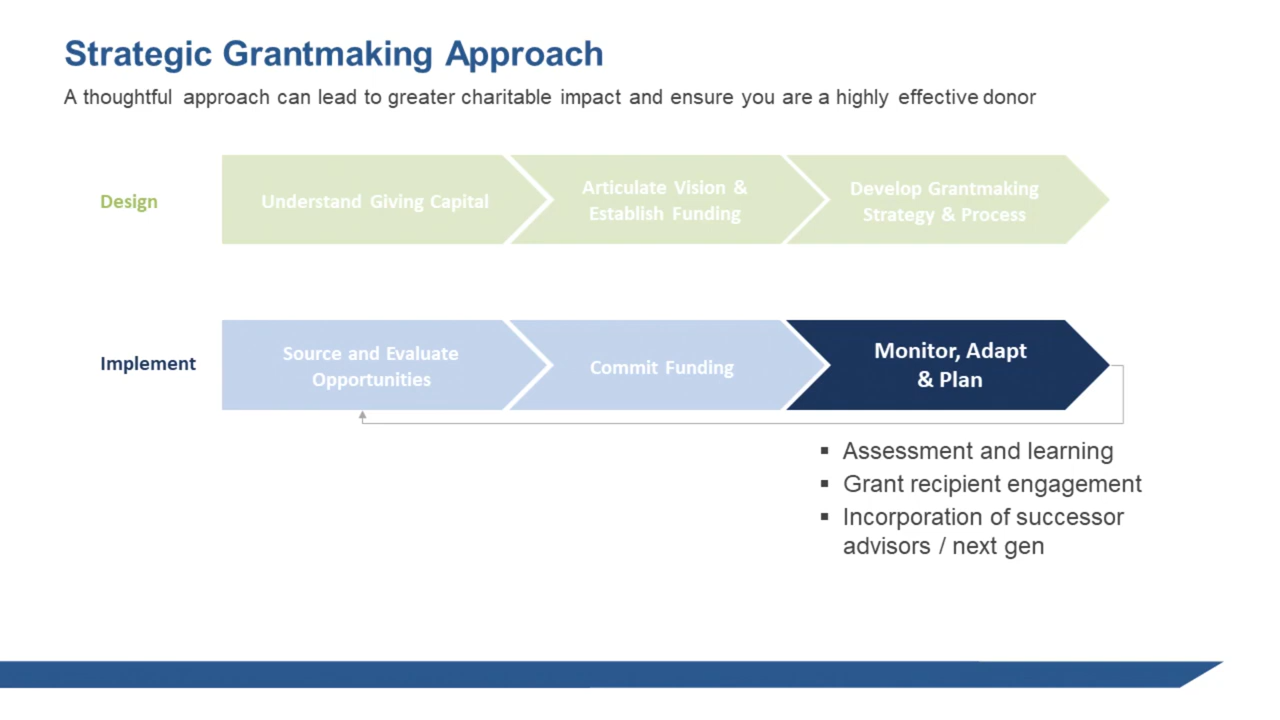 Strategic Grantmaking Approach
A thoughtful approach can lead to greater charitable impact and ensure you are a highly effective donor
Design
Understand Giving Capital
Articulate Vision &
Establish Funding
Develop Grantmaking
Strategy & Process
Implement
Source and Evaluate
Opportunities
Commit Funding
Monitor, Adapt
& Plan
▪ Assessment and learning
▪ Grant recipient engagement
▪ Incorporation of successor
advisors / next gen